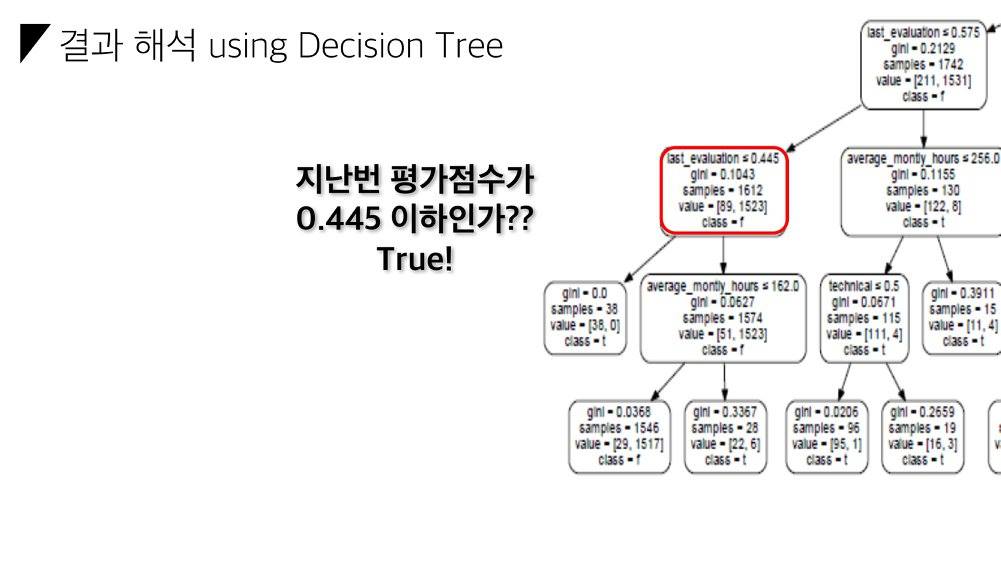 결과 해석 using Decision Tree
지난번 평가점수가
0.445 이하인가??
True!
last_evaluation ≤ 0.575
gini = 0.2129
samples = 1742
value = [211, 1531]
class = f
last_evaluation ≤ 0.445
gini = 0.1043
samples = 1612
value = [89, 1523]
class = f
average_montly_hours ≤ 256.0
gini = 0.1155
samples = 130
value = [122, 8]
class = t
gini = 0.0
samples = 38
value = [38, 0]
class = t
average_montly_hours ≤ 162.0
gini = 0.0627
samples = 1574
value = [51, 1523]
class = f
technical ≤ 0.5
gini = 0.0671
samples = 115
value = [111, 4]
class = t
gini = 0.3911
samples = 15
value = [11, 4]
class = t
gini = 0.0368
samples = 1546
value = [29, 1517]
class = f
gini = 0.3367
samples = 28
value = [22, 6]
class = t
gini = 0.0206
samples = 96
value = [95, 1]
class = t
gini = 0.2659
samples = 19
value = [16, 3]
class = t